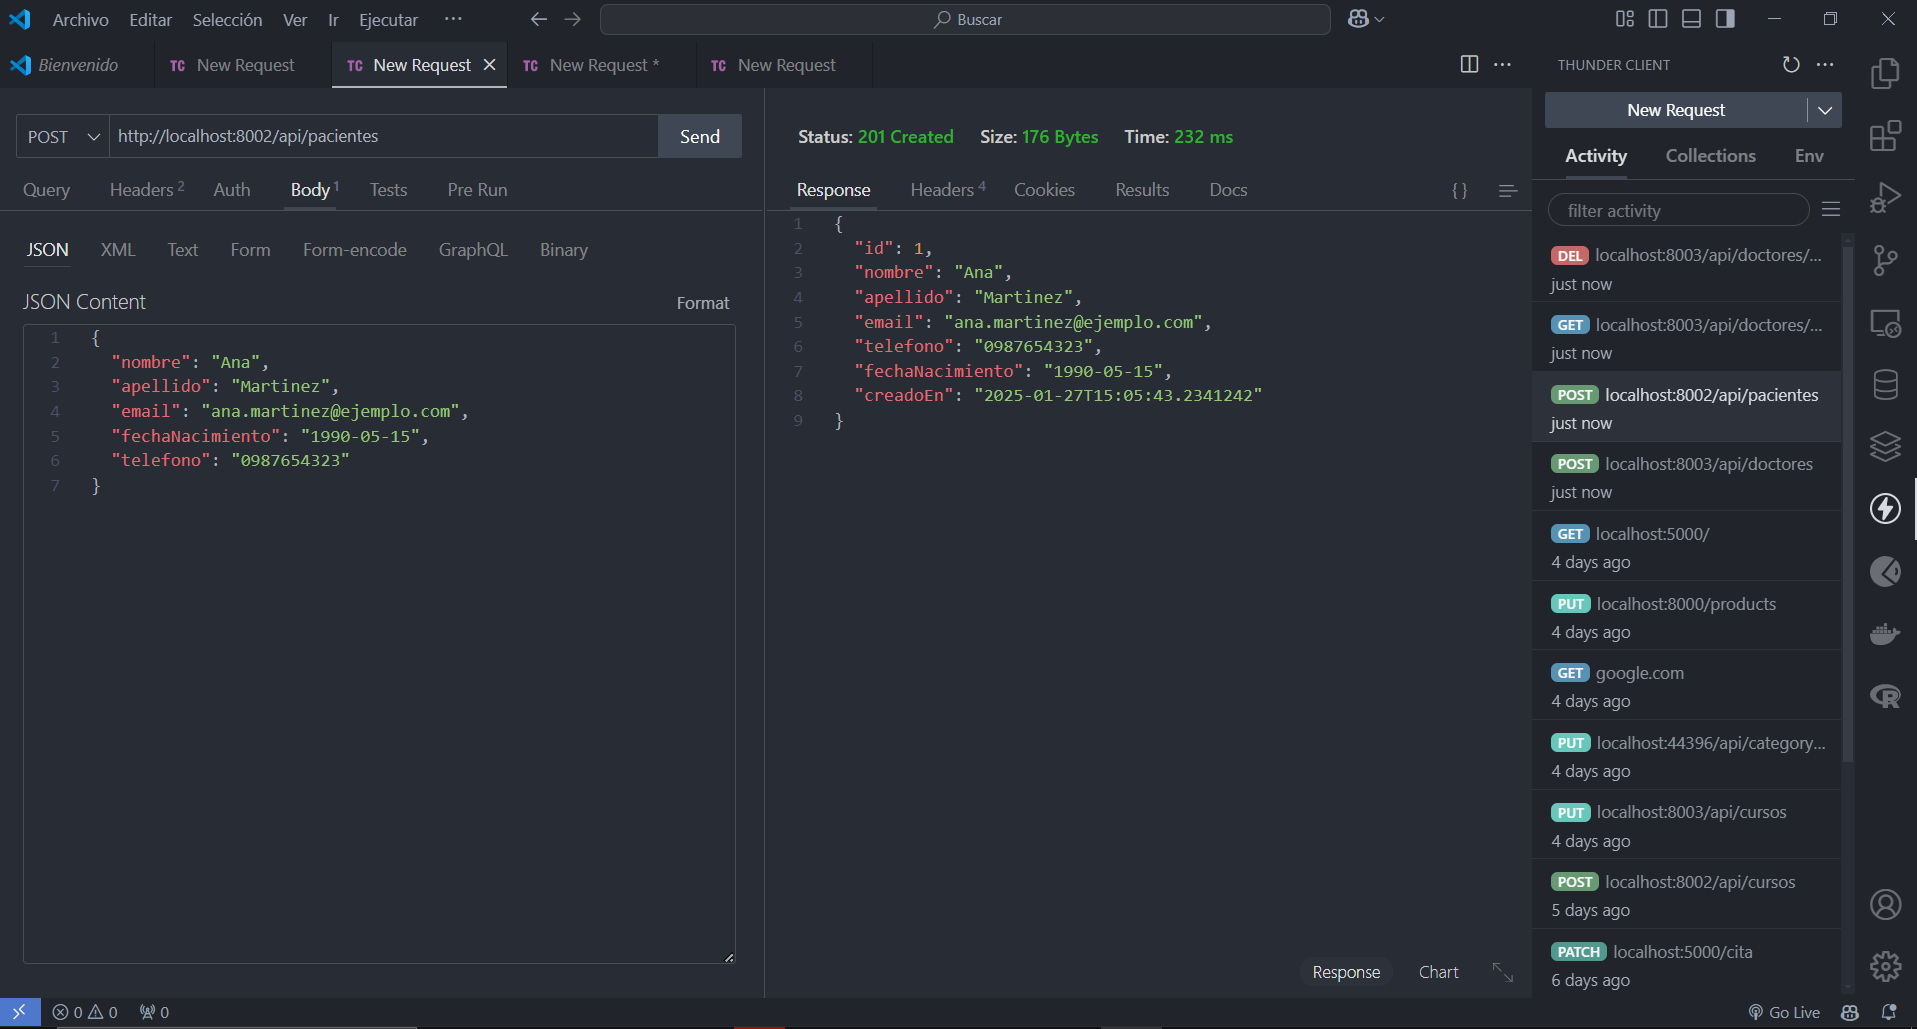 Archivo Editar Selección Ver Ir Ejecutar ··· Buscar
Bienvenido TC New Request TC New Request TC New Request * TC New Request
POST http://localhost:8002/api/pacientes Send
Query Headers 2 Auth Body 1 Tests Pre Run
JSON XML Text Form Form-encode GraphQL Binary
JSON Content Format
1 {
2 "nombre": "Ana",
3 "apellido": "Martinez",
4 "email": "ana.martinez@ejemplo.com",
5 "fechaNacimiento": "1990-05-15",
6 "telefono": "0987654323"
7 }
Status: 201 Created Size: 176 Bytes Time: 232 ms
Response Headers 4 Cookies Results Docs { }
1 {
2 "id": 1,
3 "nombre": "Ana",
4 "apellido": "Martinez",
5 "email": "ana.martinez@ejemplo.com",
6 "telefono": "0987654323",
7 "fechaNacimiento": "1990-05-15",
8 "creadoEn": "2025-01-27T15:05:43.2341242"
9 }
Response Chart
THUNDER CLIENT
New Request
Activity Collections Env
filter activity
DEL localhost:8003/api/doctores/...
just now
GET localhost:8003/api/doctores/...
just now
POST localhost:8002/api/pacientes
just now
POST localhost:8003/api/doctores
just now
GET localhost:5000/
4 days ago
PUT localhost:8000/products
4 days ago
GET google.com
4 days ago
PUT localhost:44396/api/category...
4 days ago
PUT localhost:8003/api/cursos
4 days ago
POST localhost:8002/api/cursos
5 days ago
PATCH localhost:5000/cita
6 days ago
0 0 0 Go Live